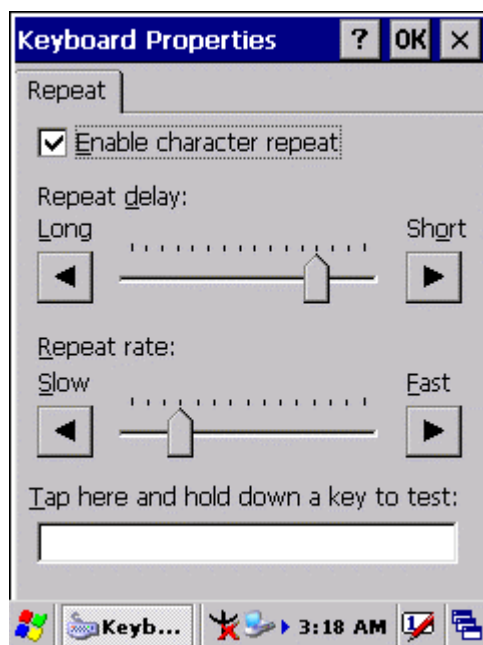 Keyboard Properties ? OK ×
Repeat
Enable character repeat
Repeat delay:
Long Short
Repeat rate:
Slow Fast
Tap here and hold down a key to test:
Keyb... 3:18 AM